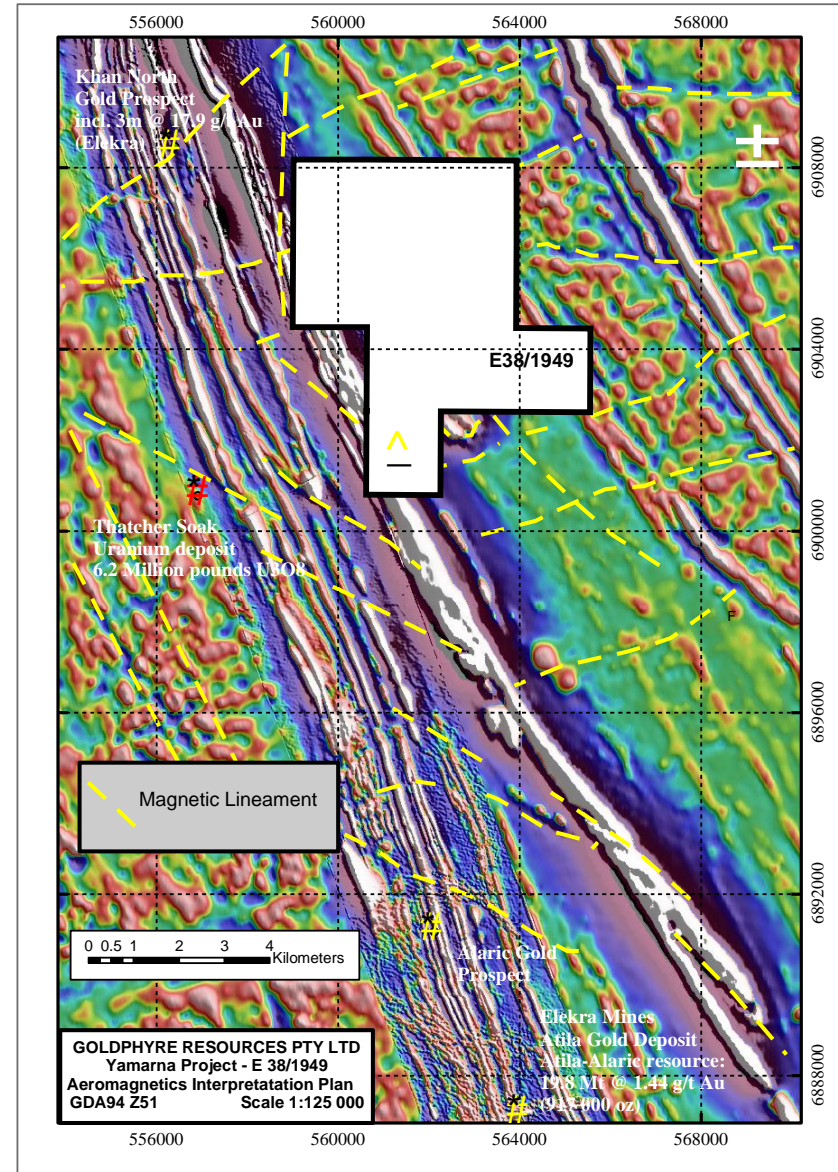 556000 560000 564000 568000
Khan North
Gold Prospect
incl. 3m @ 17.9 g/t Au
(Elekra)
#
±
6908000
E38/1949
6904000
^
*
#
Thatcher Soak
Uranium deposit
6.2 Million pounds U3O8
6900000
F
6896000
Magnetic Lineament
6892000
*
#
Alaric Gold
Prospect
0 0.5 1 2 3 4
Kilometers
Elekra Mines
Atila Gold Deposit
Atila-Alaric resource:
19.8 Mt @ 1.44 g/t Au
(917 000 oz)
*
#
6888000
GOLDPHYRE RESOURCES PTY LTD
Yamarna Project - E 38/1949
Aeromagnetics Interpretatation Plan
GDA94 Z51 Scale 1:125 000
556000 560000 564000 568000